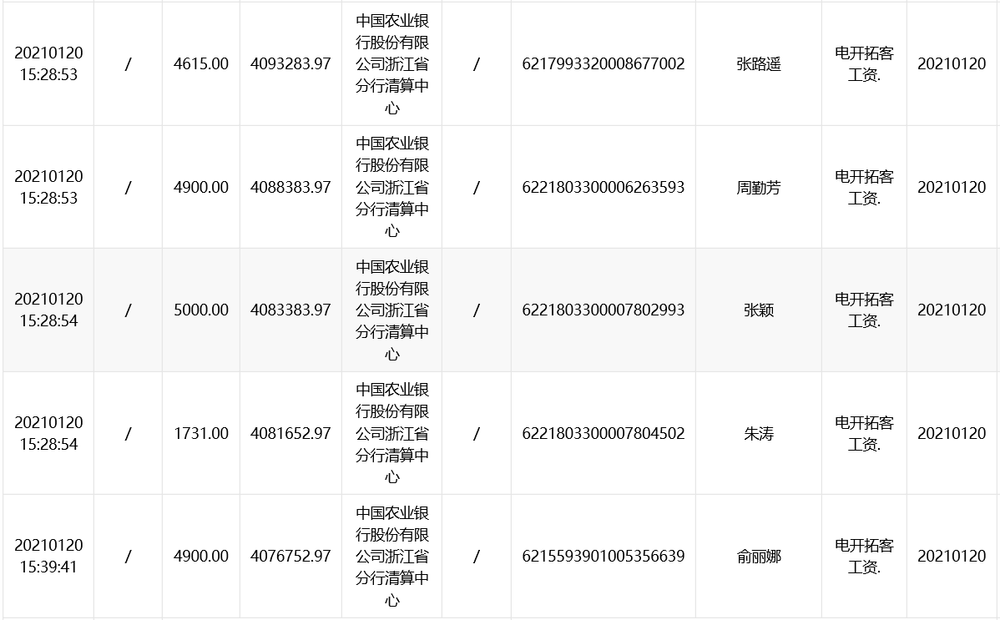 20210120
15:28:53
/
4615.00
4093283.97
中国农业银
行股份有限
公司浙江省
分行清算中
心
/
6217993320008677002
张路遥
电开拓客
工资.
20210120
20210120
15:28:53
/
4900.00
4088383.97
中国农业银
行股份有限
公司浙江省
分行清算中
心
/
6221803300006263593
周勤芳
电开拓客
工资.
20210120
20210120
15:28:54
/
5000.00
4083383.97
中国农业银
行股份有限
公司浙江省
分行清算中
心
/
6221803300007802993
张颖
电开拓客
工资.
20210120
20210120
15:28:54
/
1731.00
4081652.97
中国农业银
行股份有限
公司浙江省
分行清算中
心
/
6221803300007804502
朱涛
电开拓客
工资.
20210120
20210120
15:39:41
/
4900.00
4076752.97
中国农业银
行股份有限
公司浙江省
分行清算中
心
/
6215593901005356639
俞丽娜
电开拓客
工资.
20210120